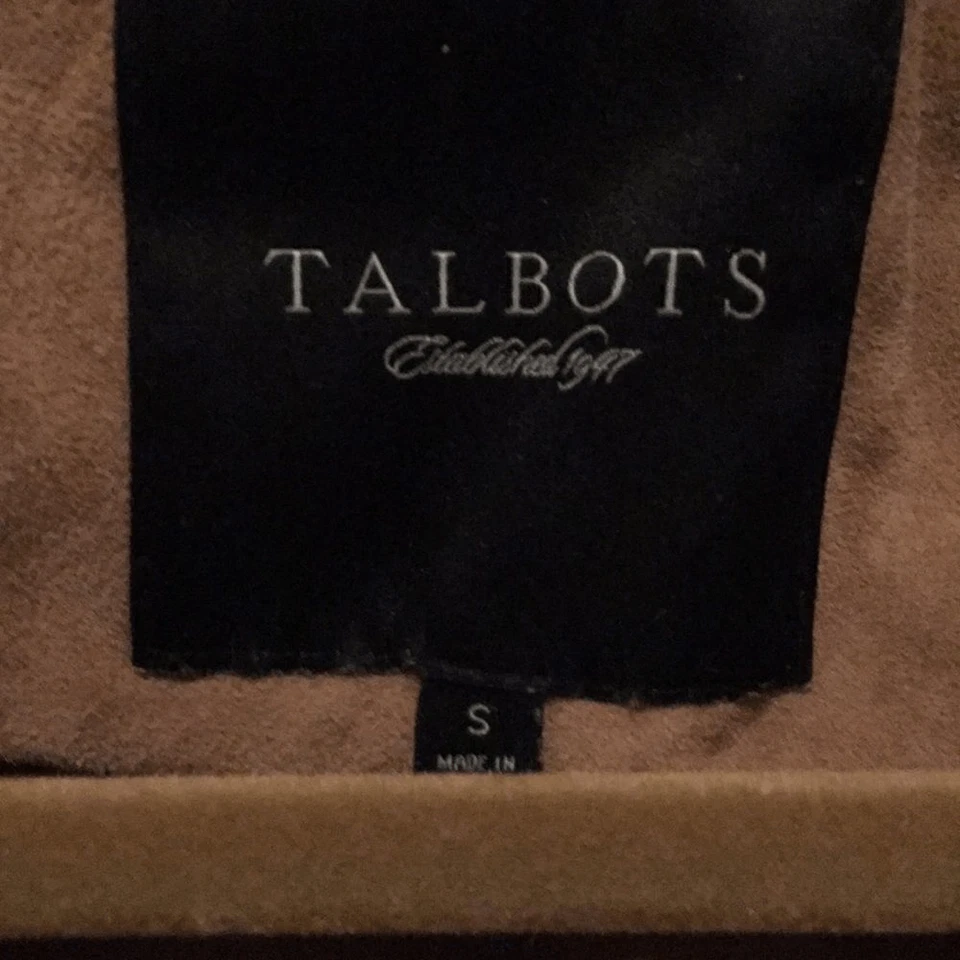 TALBOTS
Established 1947
S
MADE IN